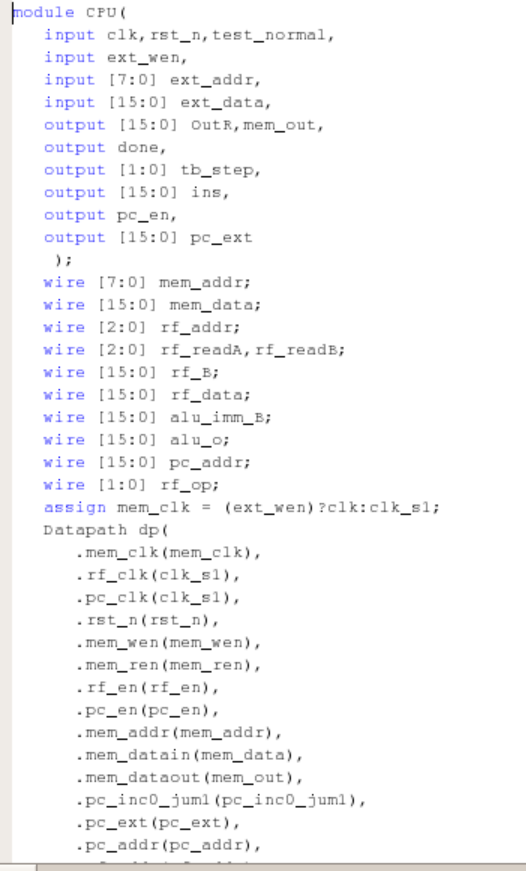 module CPU(
input clk,rst_n,test_normal,
input ext_wen,
input [7:0] ext_addr,
input [15:0] ext_data,
output [15:0] OutR,mem_out,
output done,
output [1:0] tb_step,
output [15:0] ins,
output pc_en,
output [15:0] pc_ext
);
wire [7:0] mem_addr;
wire [15:0] mem_data;
wire [2:0] rf_addr;
wire [2:0] rf_readA,rf_readB;
wire [15:0] rf_B;
wire [15:0] rf_data;
wire [15:0] alu_imm_B;
wire [15:0] alu_o;
wire [15:0] pc_addr;
wire [1:0] rf_op;
assign mem_clk = (ext_wen)?clk:clk_s1;
Datapath dp(
.mem_clk(mem_clk),
.rf_clk(clk_s1),
.pc_clk(clk_s1),
.rst_n(rst_n),
.mem_wen(mem_wen),
.mem_ren(mem_ren),
.rf_en(rf_en),
.pc_en(pc_en),
.mem_addr(mem_addr),
.mem_datain(mem_data),
.mem_dataout(mem_out),
.pc_inc0_jum1(pc_inc0_jum1),
.pc_ext(pc_ext),
.pc_addr(pc_addr),